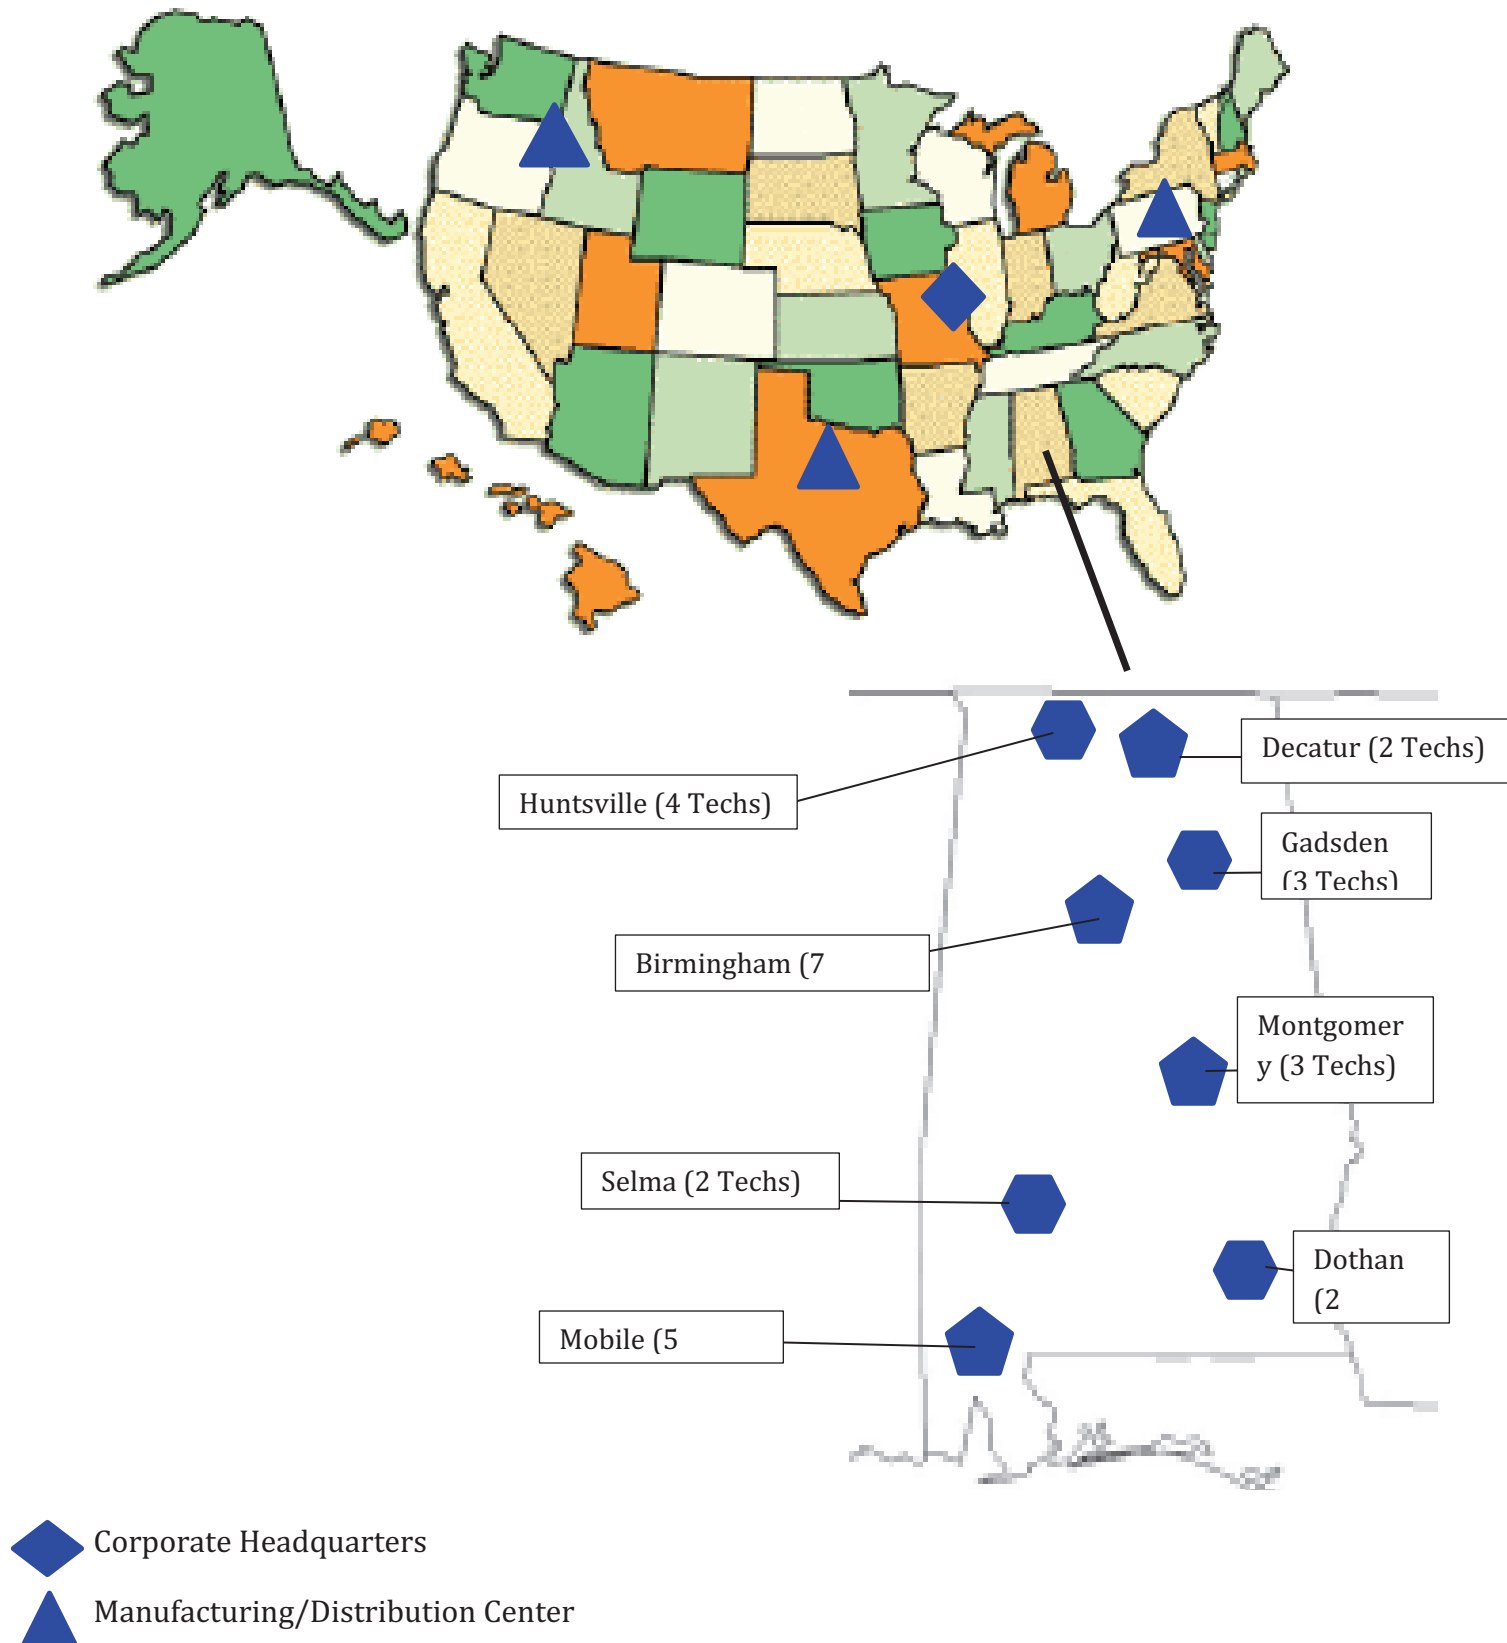 Decatur (2 Techs)
Huntsville (4 Techs)
Gadsden
(3 Techs)
Birmingham (7
Montgomer
y (3 Techs)
Selma (2 Techs)
Dothan
(2
Mobile (5
Corporate Headquarters
Manufacturing/Distribution Center